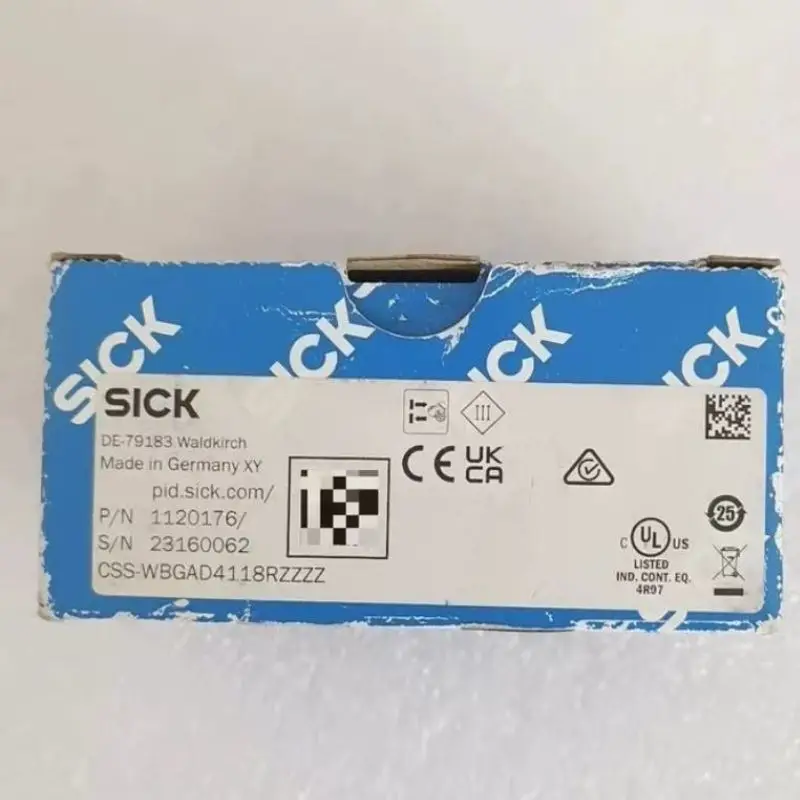 SICK
SICK
SICK
SICK
SICK
DE-79183 Waldkirch
Made in Germany XY
pid.sick.com/
P/N 1120176/
S/N 23160062
CSS-WBGAD4118RZZZZ
III
CE
UK
CA
25
C UL US
LISTED
IND. CONT. EQ.
4R97